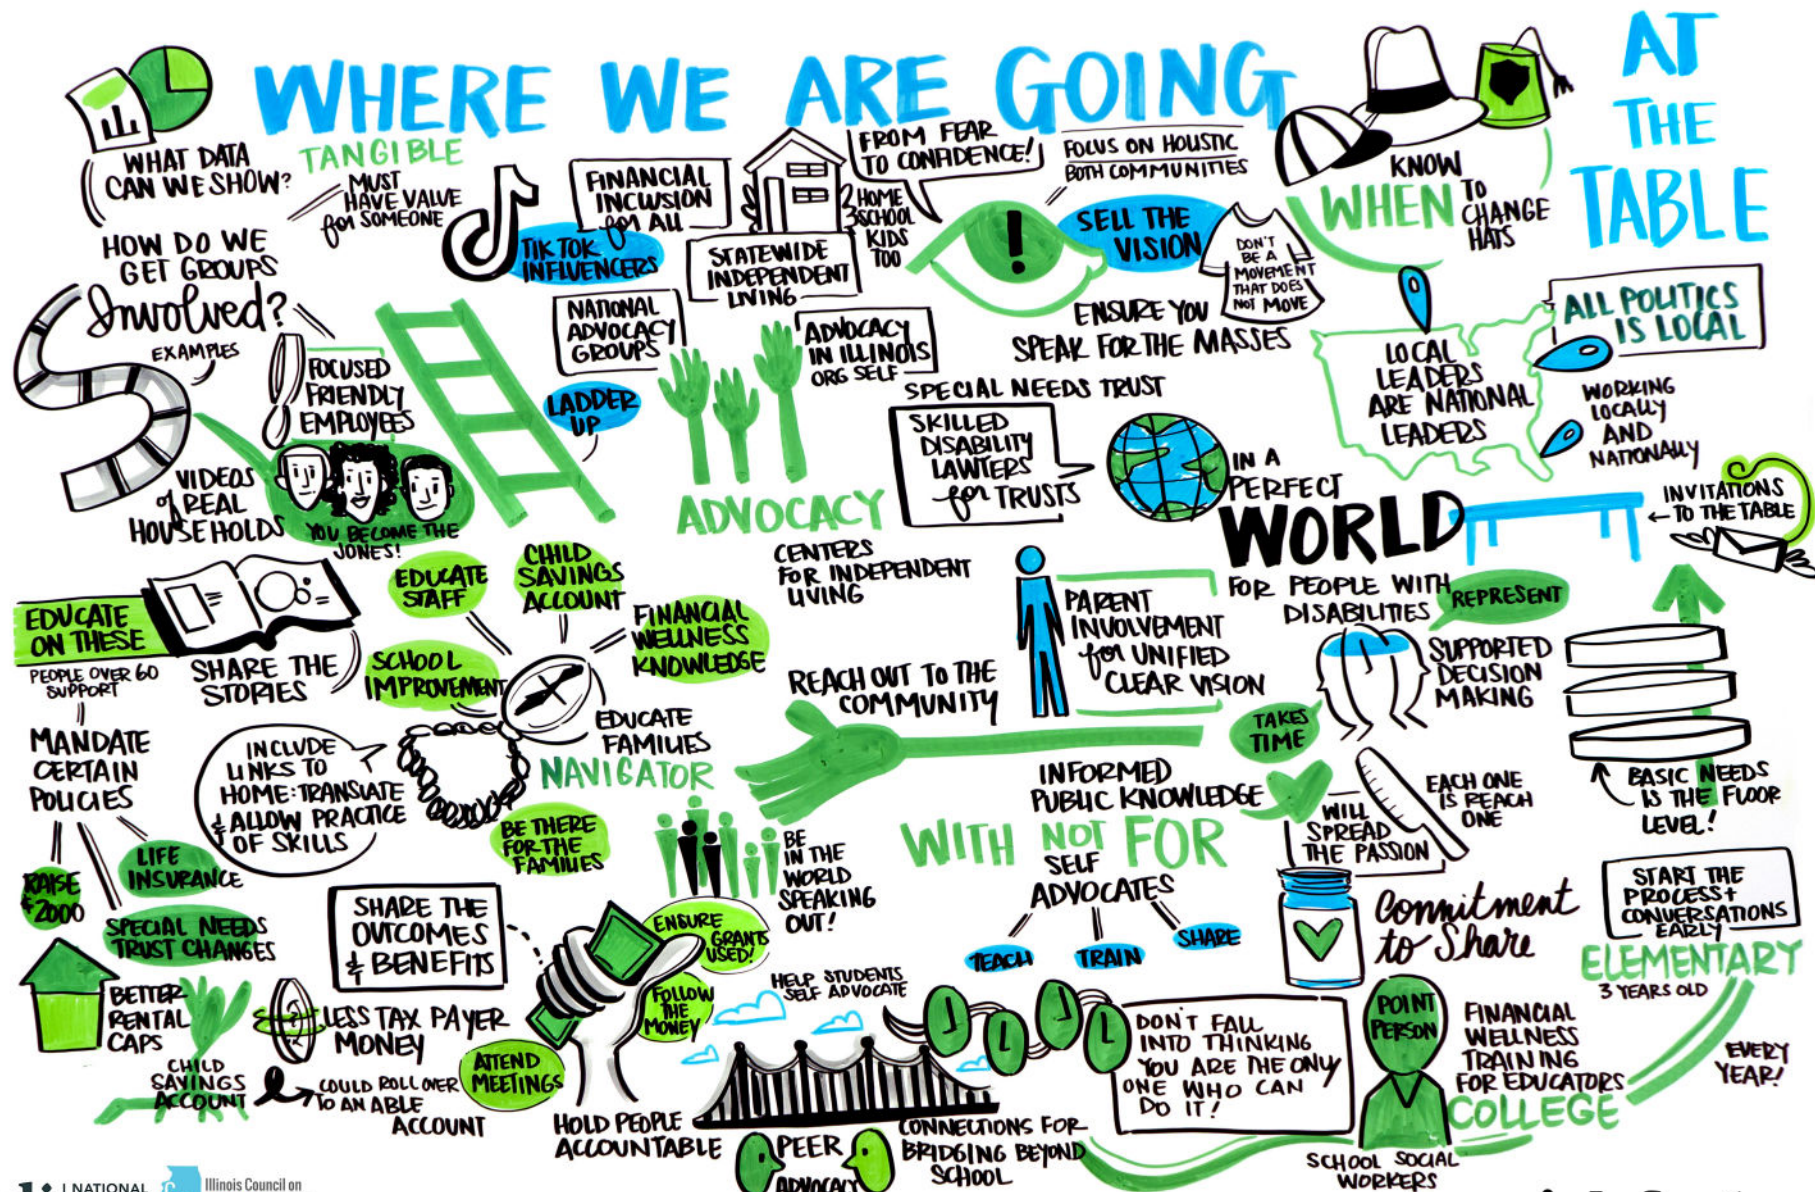 WHERE WE ARE GOING
AT
THE
TABLE
WHAT DATA
CAN WE SHOW?
TANGIBLE
MUST
HAVE VALUE
for SOMEONE
HOW DO WE
GET GROUPS
Involved?
EXAMPLES
TIK TOK
INFLUENCERS
FINANCIAL
INCLUSION
for ALL
STATEWIDE
INDEPENDENT
LIVING
HOME
SCHOOL
KIDS
TOO
FROM FEAR
TO CONFIDENCE!
FOCUS ON HOLISTIC
BOTH COMMUNITIES
SELL THE
VISION
DON'T
BE A
MOVEMENT
THAT DOES
NOT MOVE
ENSURE YOU
SPEAK FOR THE MASSES
KNOW
WHEN TO
CHANGE
HATS
ALL POLITICS
IS LOCAL
LOCAL
LEADERS
ARE NATIONAL
LEADERS
WORKING
LOCALLY
AND
NATIONALLY
FOCUSED
FRIENDLY
EMPLOYEES
VIDEOS
of REAL
HOUSEHOLDS
YOU BECOME THE
JONES!
LADDER
UP
NATIONAL
ADVOCACY
GROUPS
ADVOCACY
IN ILLINOIS
ORG SELF
ADVOCACY
CENTERS
FOR INDEPENDENT
LIVING
SPECIAL NEEDS TRUST
SKILLED
DISABILITY
LAWYERS
for TRUSTS
IN A
PERFECT
WORLD
FOR PEOPLE WITH
DISABILITIES
INVITATIONS
TO THE TABLE
REPRESENT
SUPPORTED
DECISION
MAKING
TAKES
TIME
BASIC NEEDS
IS THE FLOOR
LEVEL!
EDUCATE
ON THESE
PEOPLE OVER 60
SUPPORT
SHARE THE
STORIES
MANDATE
CERTAIN
POLICIES
RAISE
$2000
LIFE
INSURANCE
SPECIAL NEEDS
TRUST CHANGES
BETTER
RENTAL
CAPS
CHILD
SAVINGS
ACCOUNT
COULD ROLL OVER
TO AN ABLE
ACCOUNT
LESS TAX PAYER
MONEY
EDUCATE
STAFF
CHILD
SAVINGS
ACCOUNT
FINANCIAL
WELLNESS
KNOWLEDGE
SCHOOL
IMPROVEMENT
EDUCATE
FAMILIES
NAVIGATOR
INCLUDE
LINKS TO
HOME: TRANSLATE
& ALLOW PRACTICE
OF SKILLS
BE THERE
FOR THE
FAMILIES
SHARE THE
OUTCOMES
& BENEFITS
ENSURE
GRANTS
USED!
FOLLOW
THE
MONEY
ATTEND
MEETINGS
HOLD PEOPLE
ACCOUNTABLE
REACH OUT TO THE
COMMUNITY
PARENT
INVOLVEMENT
for UNIFIED
CLEAR VISION
BE
IN THE
WORLD
SPEAKING
OUT!
INFORMED
PUBLIC KNOWLEDGE
WITH NOT FOR
SELF
ADVOCATES
TEACH
TRAIN
SHARE
WILL
SPREAD
THE PASSION
EACH ONE
IS REACH
ONE
Commitment
to Share
START THE
PROCESS +
CONVERSATIONS
EARLY
ELEMENTARY
3 YEARS OLD
EVERY
YEAR!
HELP STUDENTS
SELF ADVOCATE
DON'T FALL
INTO THINKING
YOU ARE THE ONLY
ONE WHO CAN
DO IT!
POINT
PERSON
FINANCIAL
WELLNESS
TRAINING
FOR EDUCATORS
COLLEGE
SCHOOL SOCIAL
WORKERS
PEER
ADVOCACY
CONNECTIONS FOR
BRIDGING BEYOND
SCHOOL
NATIONAL
Illinois Council on